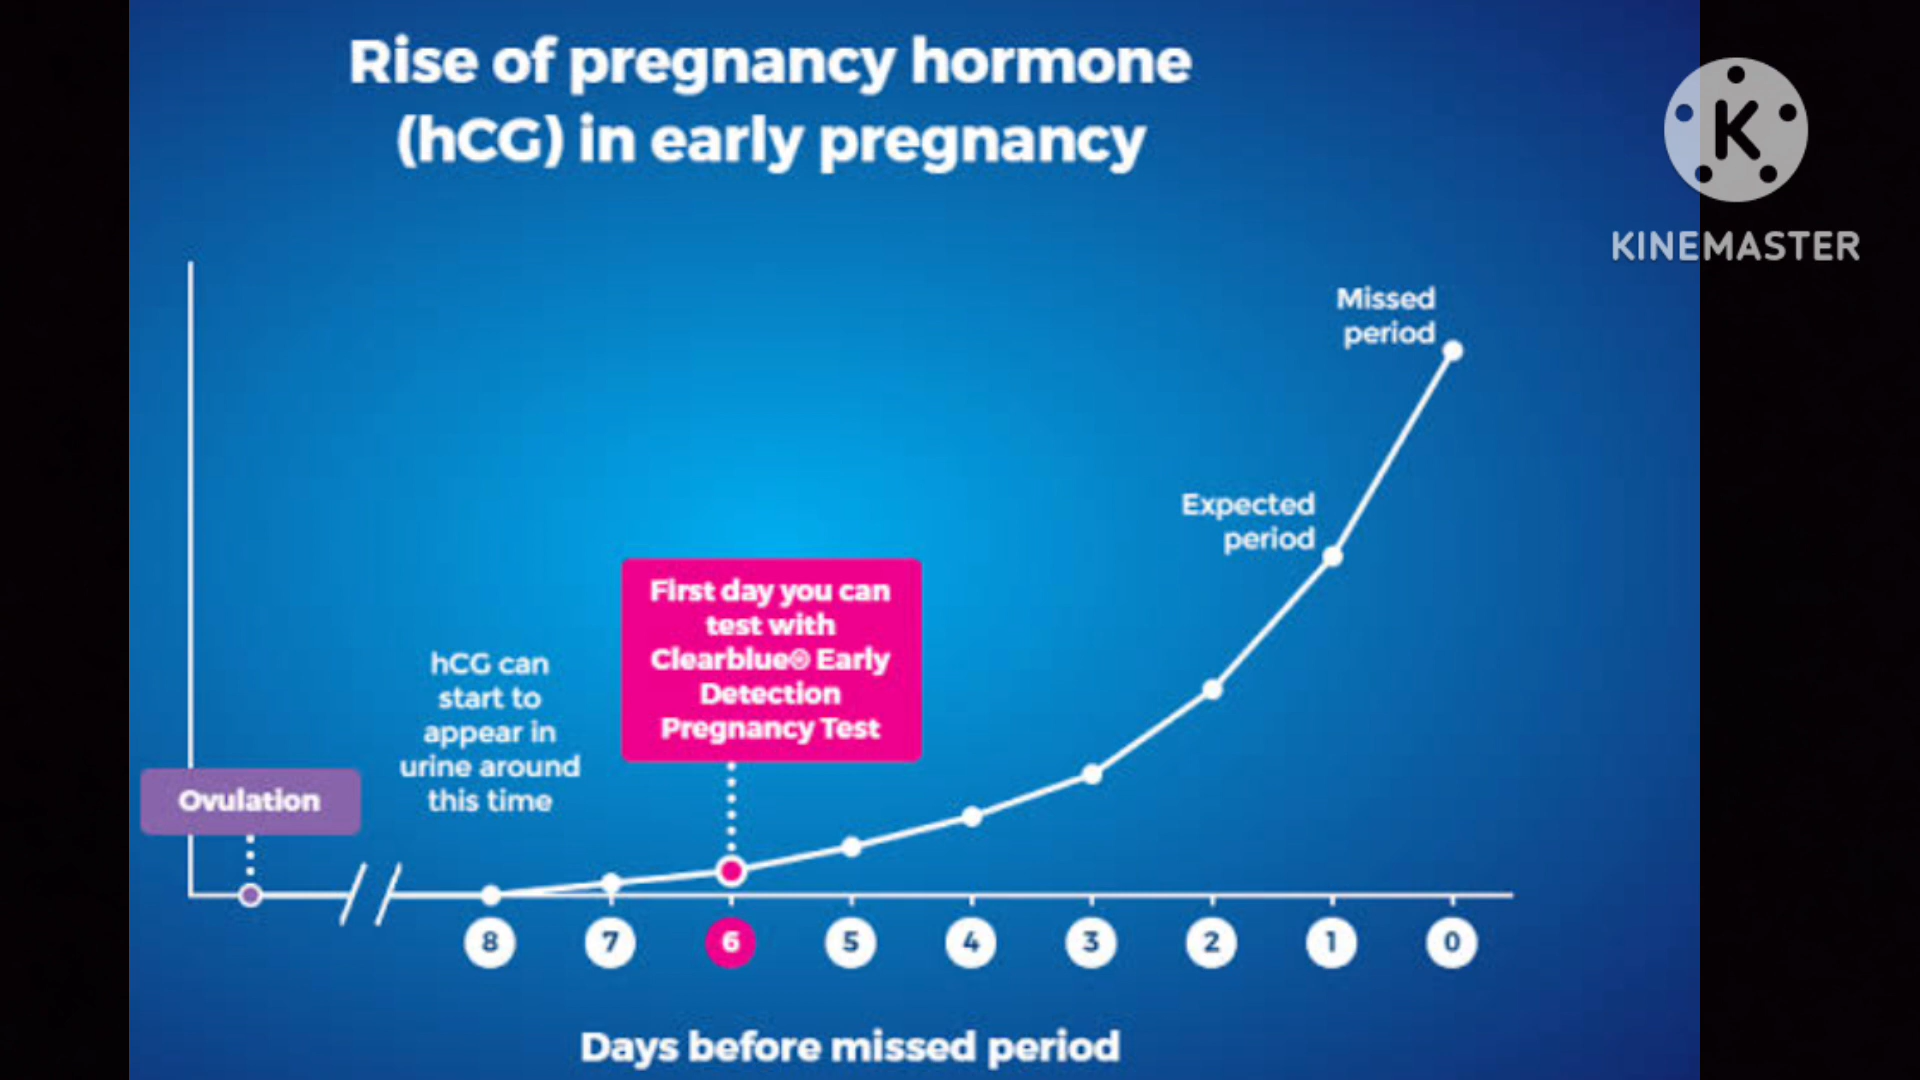 Rise of pregnancy hormone
(hCG) in early pregnancy
K
KINEMASTER
Missed
period
Expected
period
First day you can
test with
Clearblue® Early
Detection
Pregnancy Test
hCG can
start to
appear in
urine around
this time
Ovulation
8 7 6 5 4 3 2 1 0
Days before missed period